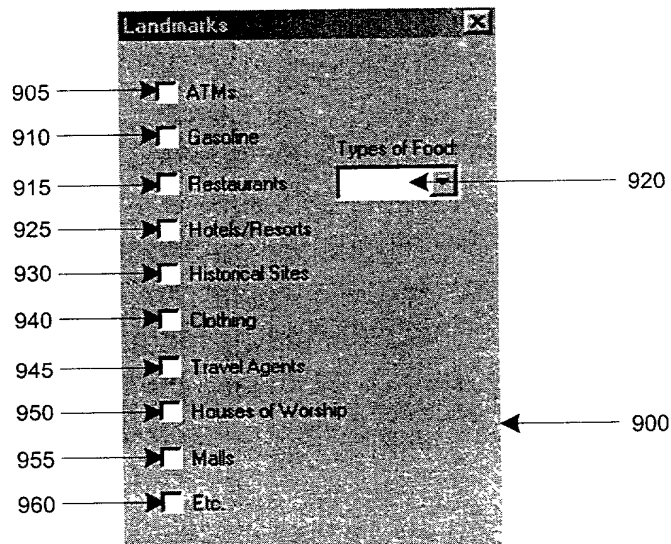 Landmarks
905 ATMs
910 Gasoline
Types of Food:
915 Restaurants 920
925 Hotels/Resorts
930 Historical Sites
940 Clothing
945 Travel Agents
950 Houses of Worship
900
955 Malls
960 Etc.